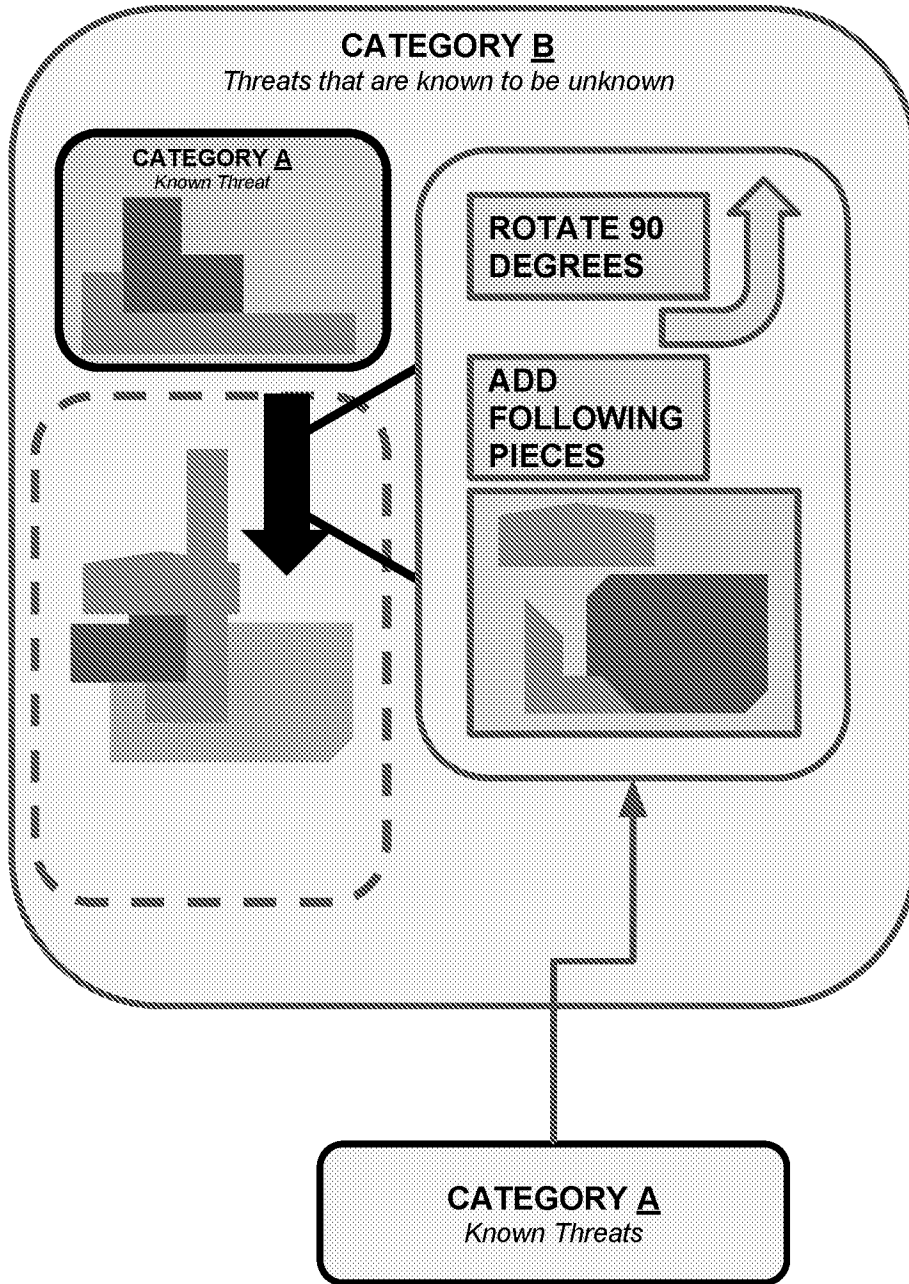 CATEGORY B
Threats that are known to be unknown
CATEGORY A
Known Threat
ROTATE 90
DEGREES
ADD
FOLLOWING
PIECES
CATEGORY A
Known Threats